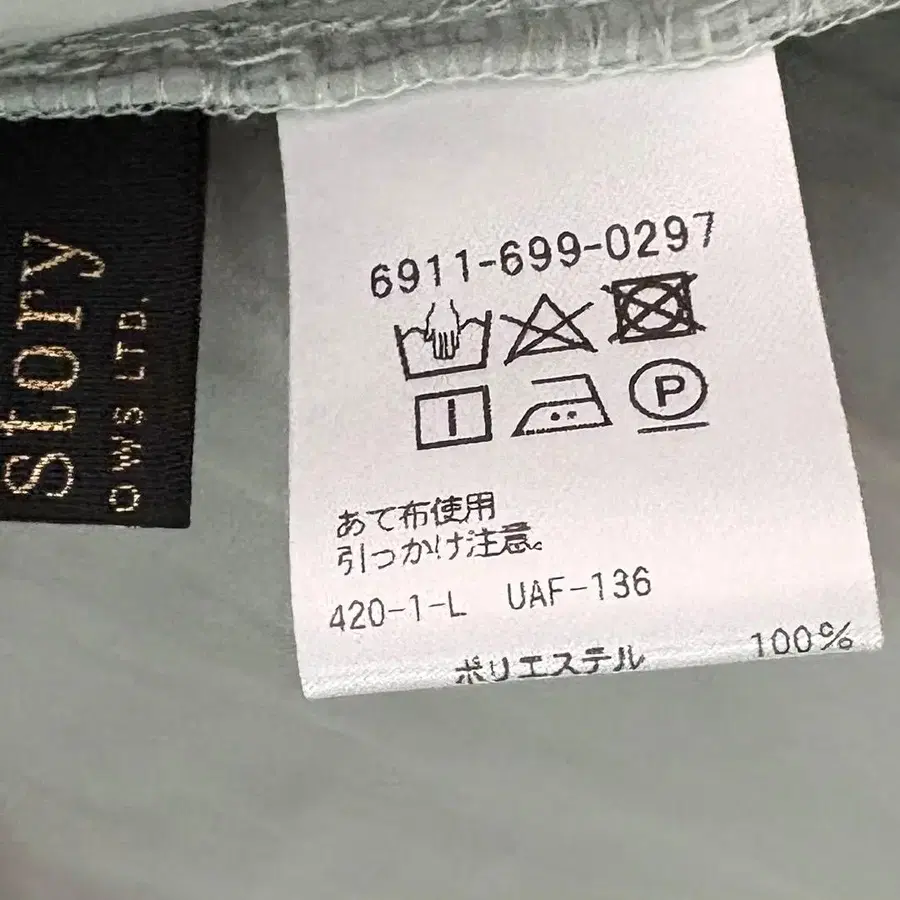 Story
OWS LTD.
6911-699-0297
P
あて布使用
引っかけ注意。
420-1-L UAF-136
ポリエステル 100%